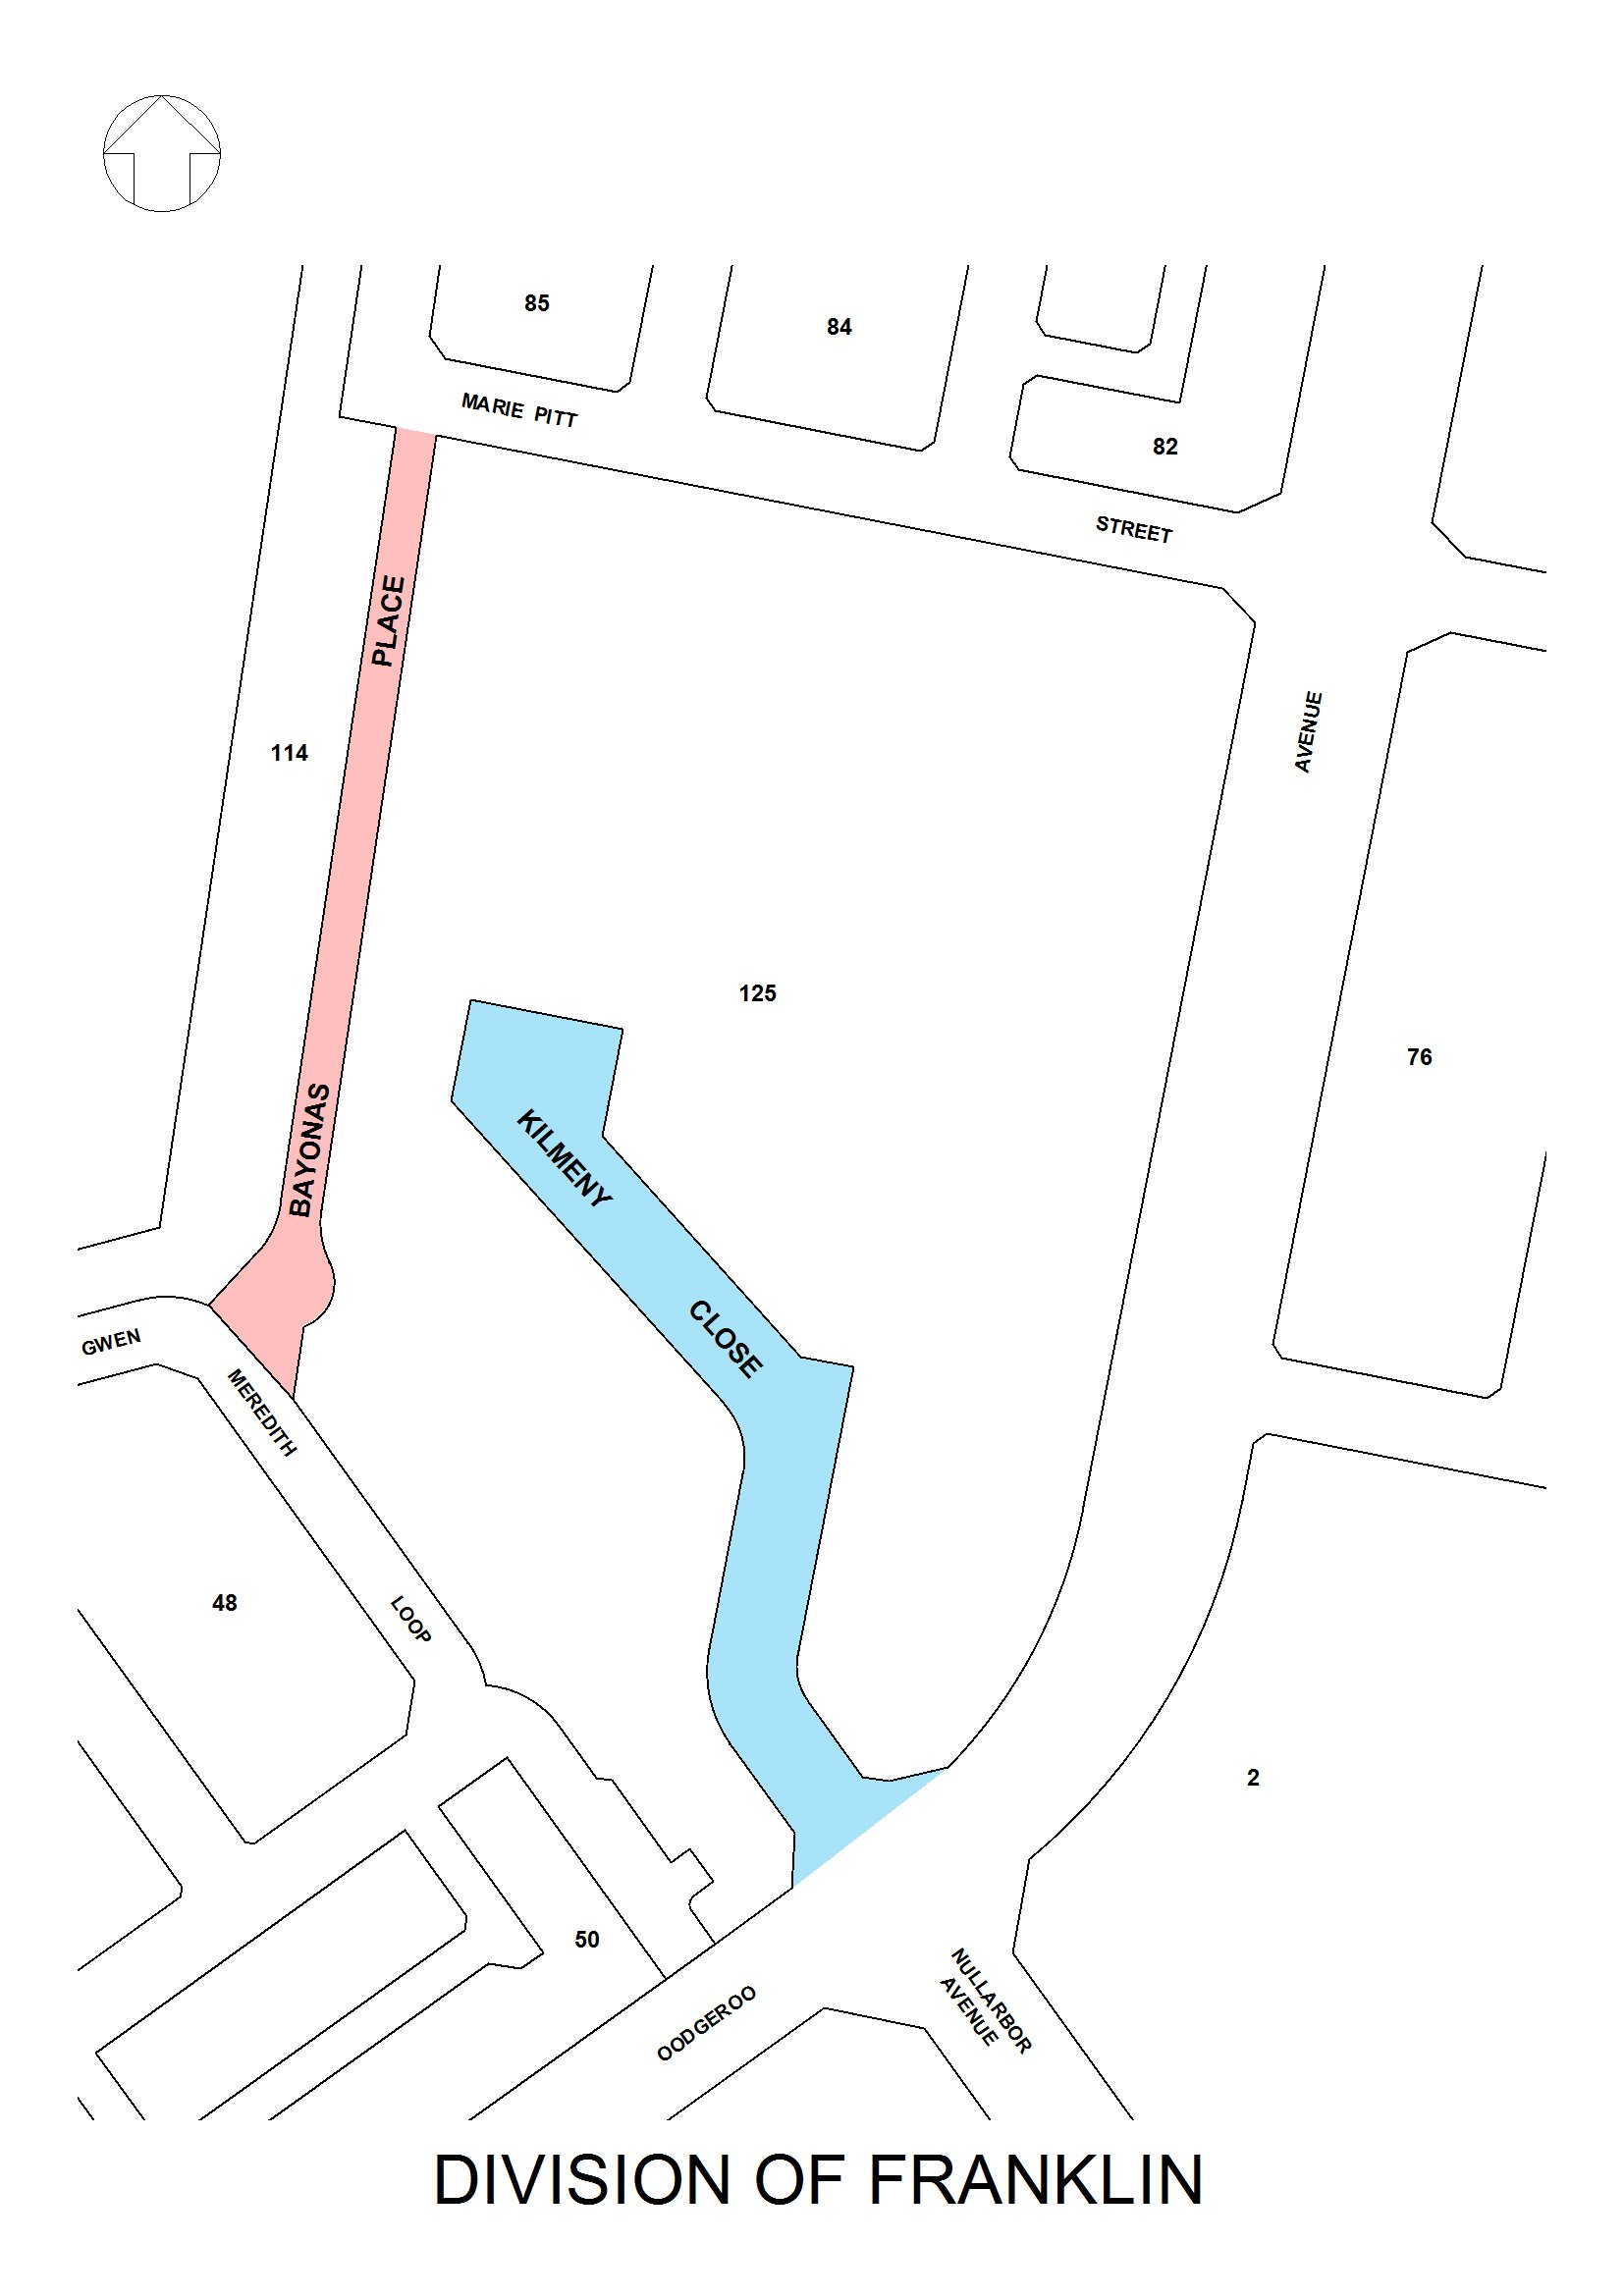 85
84
MARIE PITT
82
STREET
PLACE
AVENUE
114
125
76
BAYONAS
KILMENY
CLOSE
GWEN
MEREDITH
LOOP
48
2
50
OODGEROO
NULLARBOR
AVENUE
DIVISION OF FRANKLIN